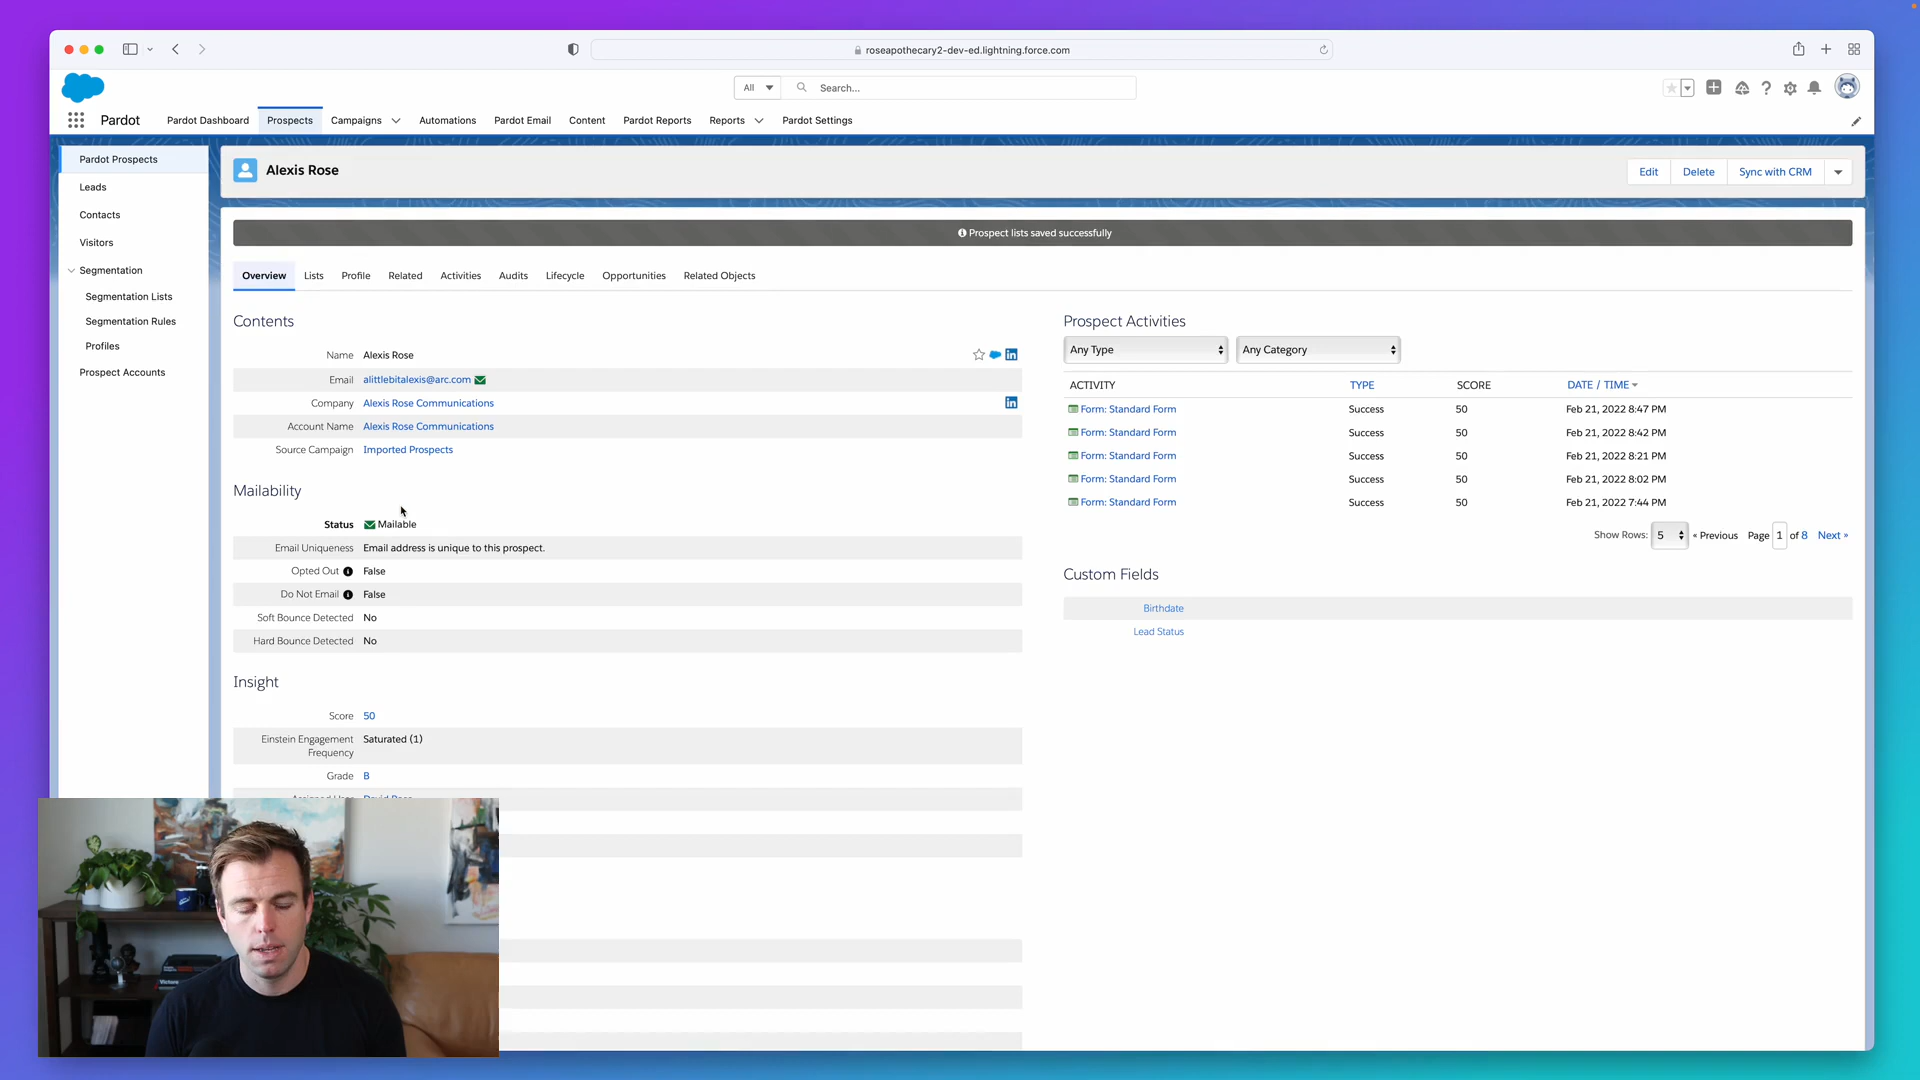 roseapothecary2-dev-ed.lightning.force.com
All
Search...
Pardot
Pardot Dashboard
Prospects
Campaigns
Automations
Pardot Email
Content
Pardot Reports
Reports
Pardot Settings
Pardot Prospects
Leads
Contacts
Visitors
Segmentation
Segmentation Lists
Segmentation Rules
Profiles
Prospect Accounts
Alexis Rose
Edit
Delete
Sync with CRM
Prospect lists saved successfully
Overview
Lists
Profile
Related
Activities
Audits
Lifecycle
Opportunities
Related Objects
Contents
Name Alexis Rose
Email alittlebitalexis@arc.com
Company Alexis Rose Communications
Account Name Alexis Rose Communications
Source Campaign Imported Prospects
Mailability
Status Mailable
Email Uniqueness Email address is unique to this prospect.
Opted Out False
Do Not Email False
Soft Bounce Detected No
Hard Bounce Detected No
Insight
Score 50
Einstein Engagement Frequency Saturated (1)
Grade B
Prospect Activities
Any Type
Any Category
ACTIVITY TYPE SCORE DATE / TIME
Form: Standard Form Success 50 Feb 21, 2022 8:47 PM
Form: Standard Form Success 50 Feb 21, 2022 8:42 PM
Form: Standard Form Success 50 Feb 21, 2022 8:21 PM
Form: Standard Form Success 50 Feb 21, 2022 8:02 PM
Form: Standard Form Success 50 Feb 21, 2022 7:44 PM
Show Rows: 5 « Previous Page 1 of 8 Next »
Custom Fields
Birthdate
Lead Status